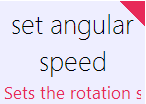 set angular
speed
Sets the rotation s